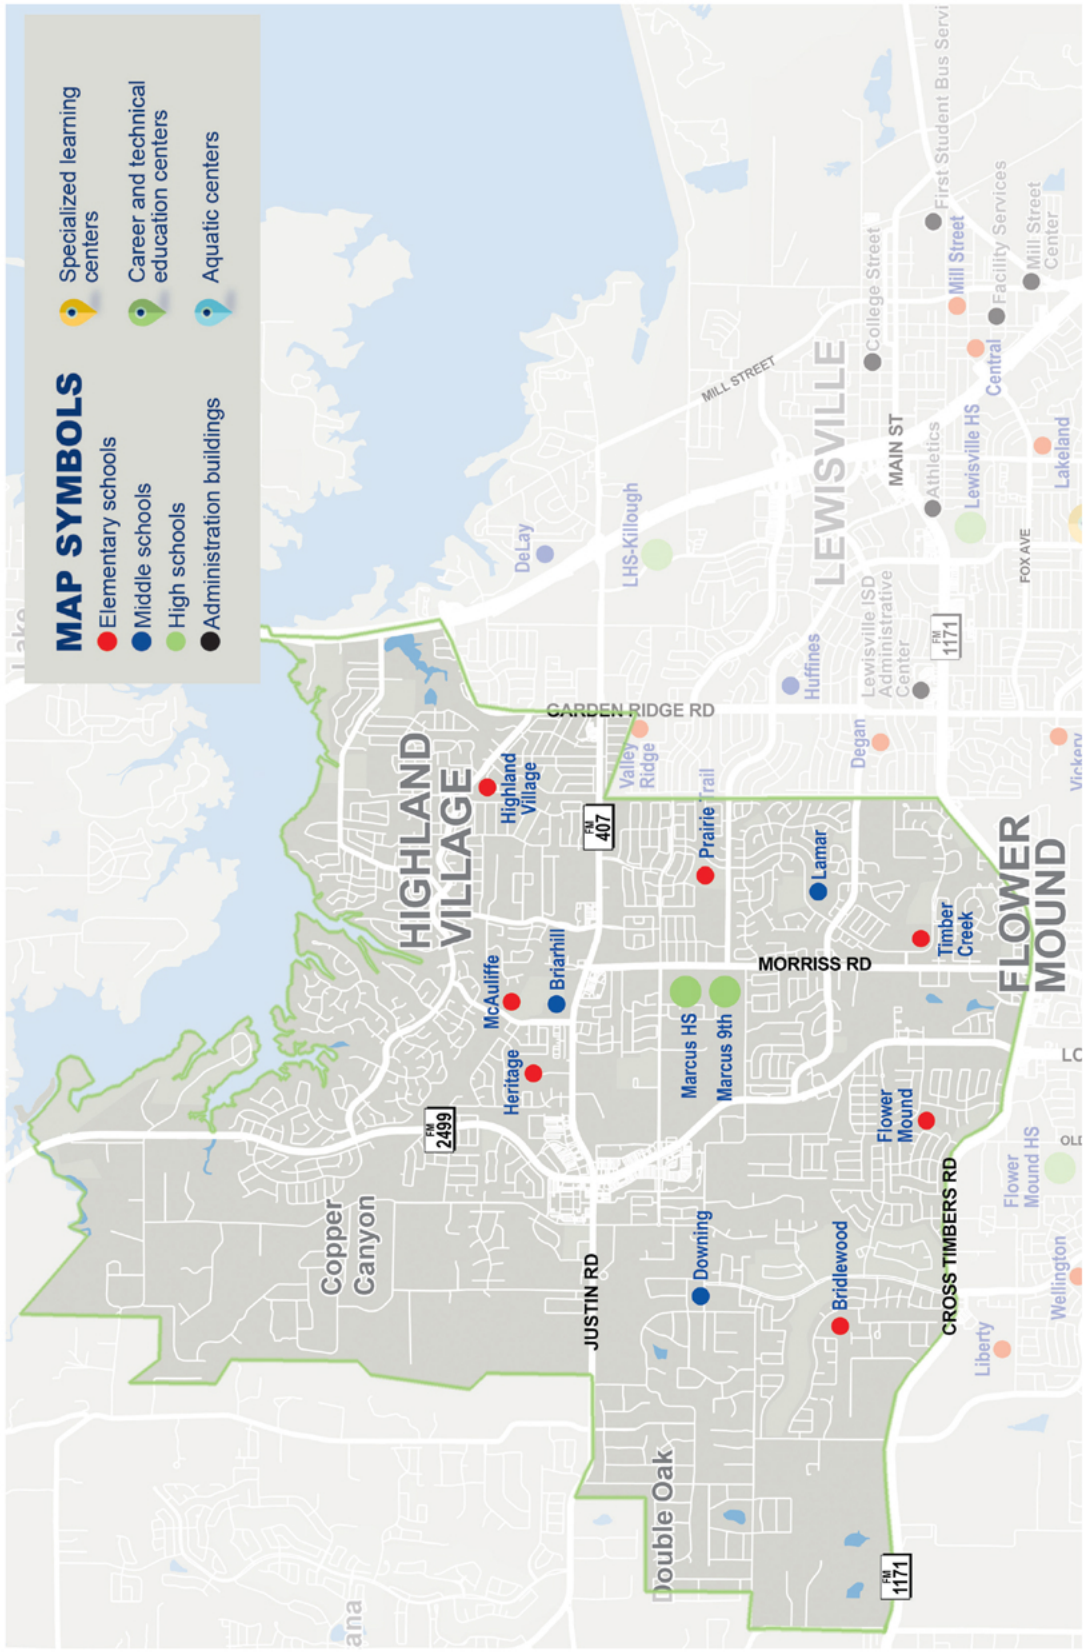 MAP SYMBOLS
Elementary schools
Middle schools
High schools
Administration buildings
Specialized learning
centers
Career and technical
education centers
Aquatic centers
Lake
ana
Copper
Canyon
FM
2499
HIGHLAND
VILLAGE
Highland
Village
McAuliffe
Briarhill
Heritage
JUSTIN RD
FM
407
GARDEN RIDGE RD
Valley
Ridge
Prairie Trail
Marcus HS
Marcus 9th
MORRISS RD
Lamar
Timber
Creek
Double Oak
Downing
Bridlewood
Flower
Mound
CROSS TIMBERS RD
FM
1171
FLOWER
MOUND
Liberty
Wellington
Flower
Mound HS
DeLay
LHS-Killough
MILL STREET
LEWISVILLE
Huffines
Degan
Lewisville ISD
Administrative
Center
FM
1171
MAIN ST
Athletics
College Street
First Student Bus Servi
Mill Street
Facility Services
Mill Street
Center
Central
Lewisville HS
Lakeland
FOX AVE
Vickery
LO
OLD